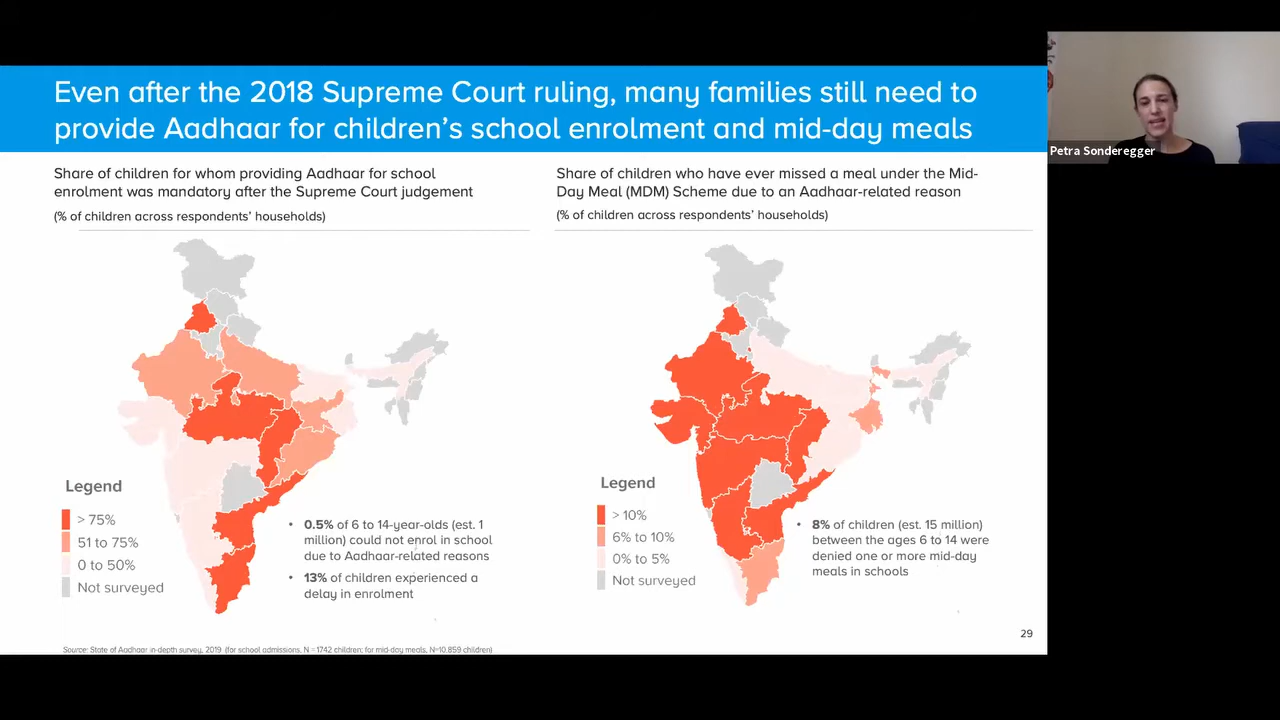 Even after the 2018 Supreme Court ruling, many families still need to
provide Aadhaar for children's school enrolment and mid-day meals
Petra Sonderegger
Share of children for whom providing Aadhaar for school
enrolment was mandatory after the Supreme Court judgement
(% of children across respondents' households)
Legend
> 75%
51 to 75%
0 to 50%
Not surveyed
• 0.5% of 6 to 14-year-olds (est. 1
million) could not enrol in school
due to Aadhaar-related reasons
• 13% of children experienced a
delay in enrolment
Share of children who have ever missed a meal under the Mid-
Day Meal (MDM) Scheme due to an Aadhaar-related reason
(% of children across respondents' households)
Legend
> 10%
6% to 10%
0% to 5%
Not surveyed
• 8% of children (est. 15 million)
between the ages 6 to 14 were
denied one or more mid-day
meals in schools
29
Source: State of Aadhaar in-depth survey, 2019 (for school admissions, N = 1742 children; for mid-day meals, N=10,859 children)